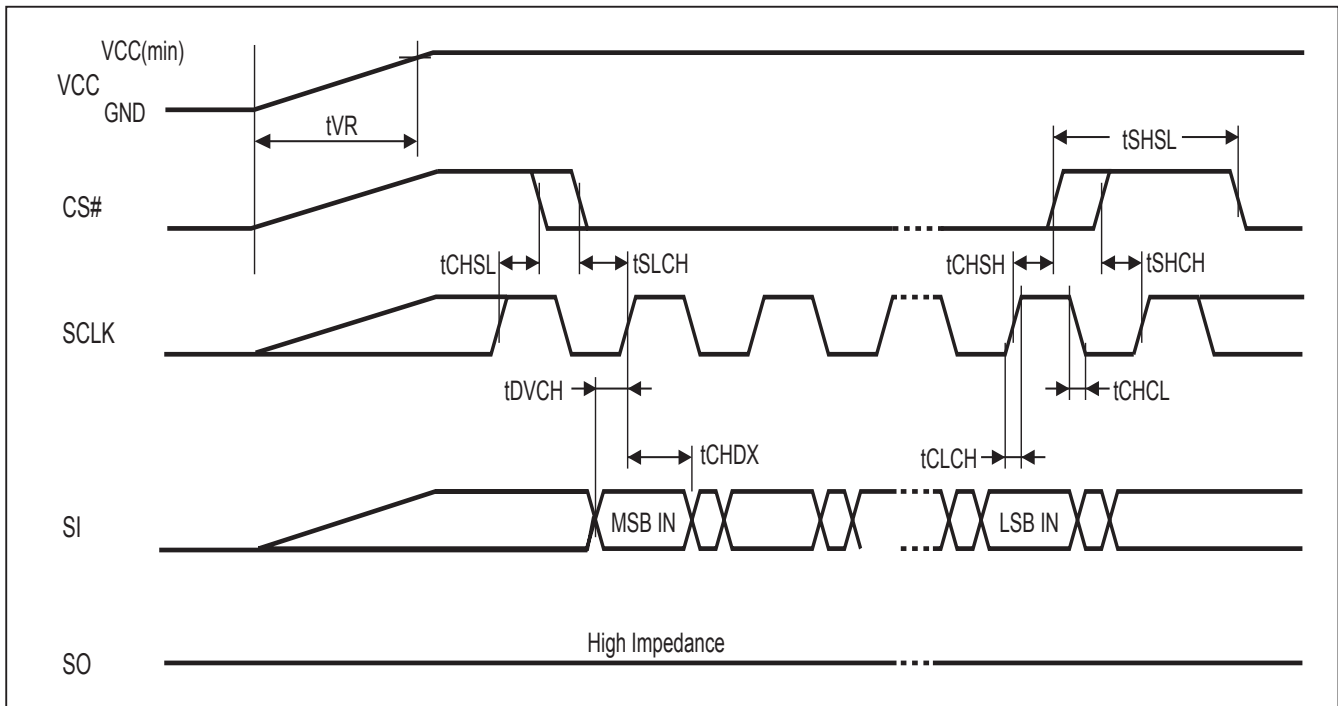 VCC(min)
VCC
GND
tVR
tSHSL
CS#
tCHSL
tSLCH
tCHSH
tSHCH
SCLK
tDVCH
tCHCL
tCHDX
tCLCH
SI
MSB IN
LSB IN
High Impedance
SO